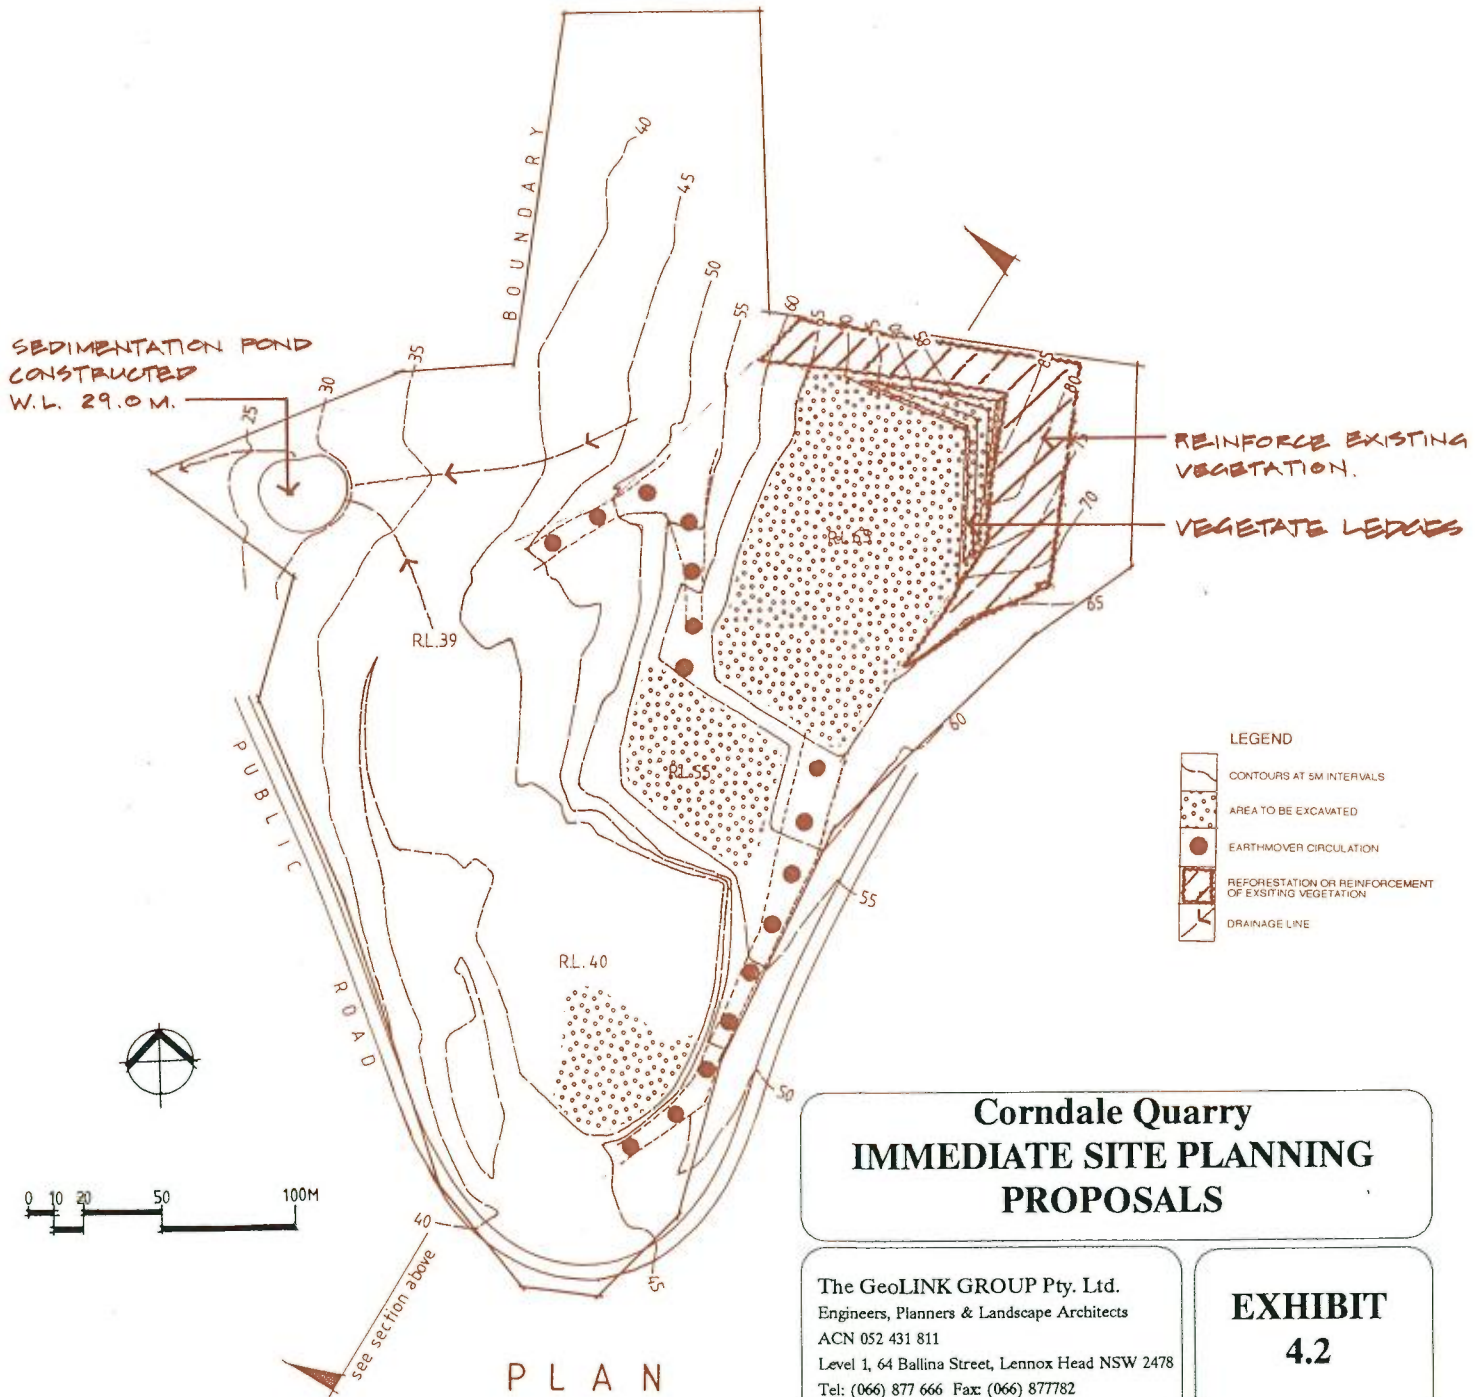 40
BOUNDARY
45
50
55
60
65
85
80
SEDIMENTATION POND
CONSTRUCTED
W.L. 29.0 M.
35
30
25
REINFORCE EXISTING
VEGETATION.
75
70
VEGETATE LEDGES
65
R.L.39
R.L.55
60
PUBLIC ROAD
LEGEND
CONTOURS AT 5M INTERVALS
AREA TO BE EXCAVATED
EARTHMOVER CIRCULATION
REFORESTATION OR REINFORCEMENT
OF EXSITING VEGETATION
DRAINAGE LINE
55
R.L.40
50
0 10 20 50 100M
40
see section above
45
PLAN
Corndale Quarry
IMMEDIATE SITE PLANNING
PROPOSALS
The GeoLINK GROUP Pty. Ltd.
Engineers, Planners & Landscape Architects
ACN 052 431 811
Level 1, 64 Ballina Street, Lennox Head NSW 2478
Tel: (066) 877 666 Fax: (066) 877782
EXHIBIT
4.2